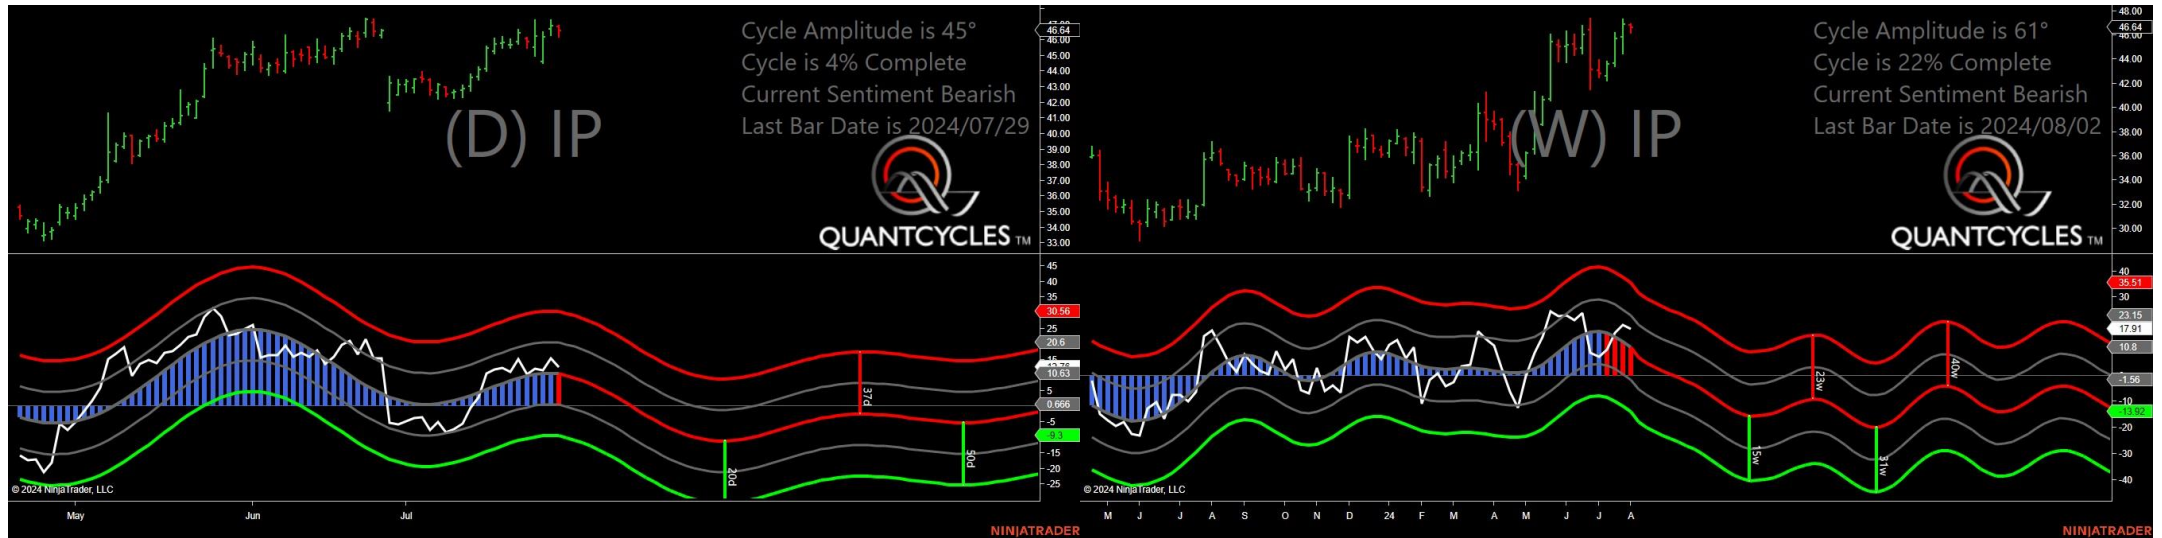 Cycle Amplitude is 45°
Cycle is 4% Complete
Current Sentiment Bearish
Last Bar Date is 2024/07/29
(D) IP
QUANTCYCLES TM
46.64
46.00
45.00
44.00
43.00
42.00
41.00
40.00
39.00
38.00
37.00
36.00
35.00
34.00
33.00
45
40
35
30.56
25
20.6
15
10.63
5
0.666
-5
-9.3
-15
-20
-25
37d
20d
50d
© 2024 NinjaTrader, LLC
May Jun Jul
NINJATRADER
Cycle Amplitude is 61°
Cycle is 22% Complete
Current Sentiment Bearish
Last Bar Date is 2024/08/02
(W) IP
QUANTCYCLES TM
48.00
46.64
46.00
44.00
42.00
40.00
38.00
36.00
34.00
32.00
30.00
40
35.51
30
23.15
17.91
10.8
-1.56
-10
-13.92
-20
-30
-40
23w
40w
15w
31w
© 2024 NinjaTrader, LLC
M J J A S O N D 24 F M A M J J A
NINJATRADER